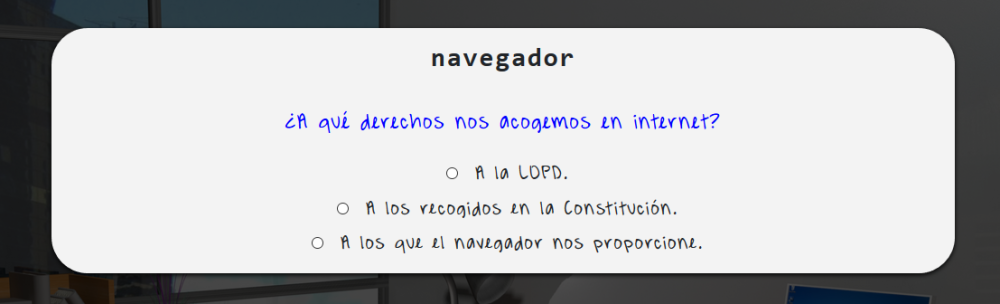 navegador
¿A qué derechos nos acogemos en internet?
A la LOPD.
A los recogidos en la Constitución.
A los que el navegador nos proporcione.